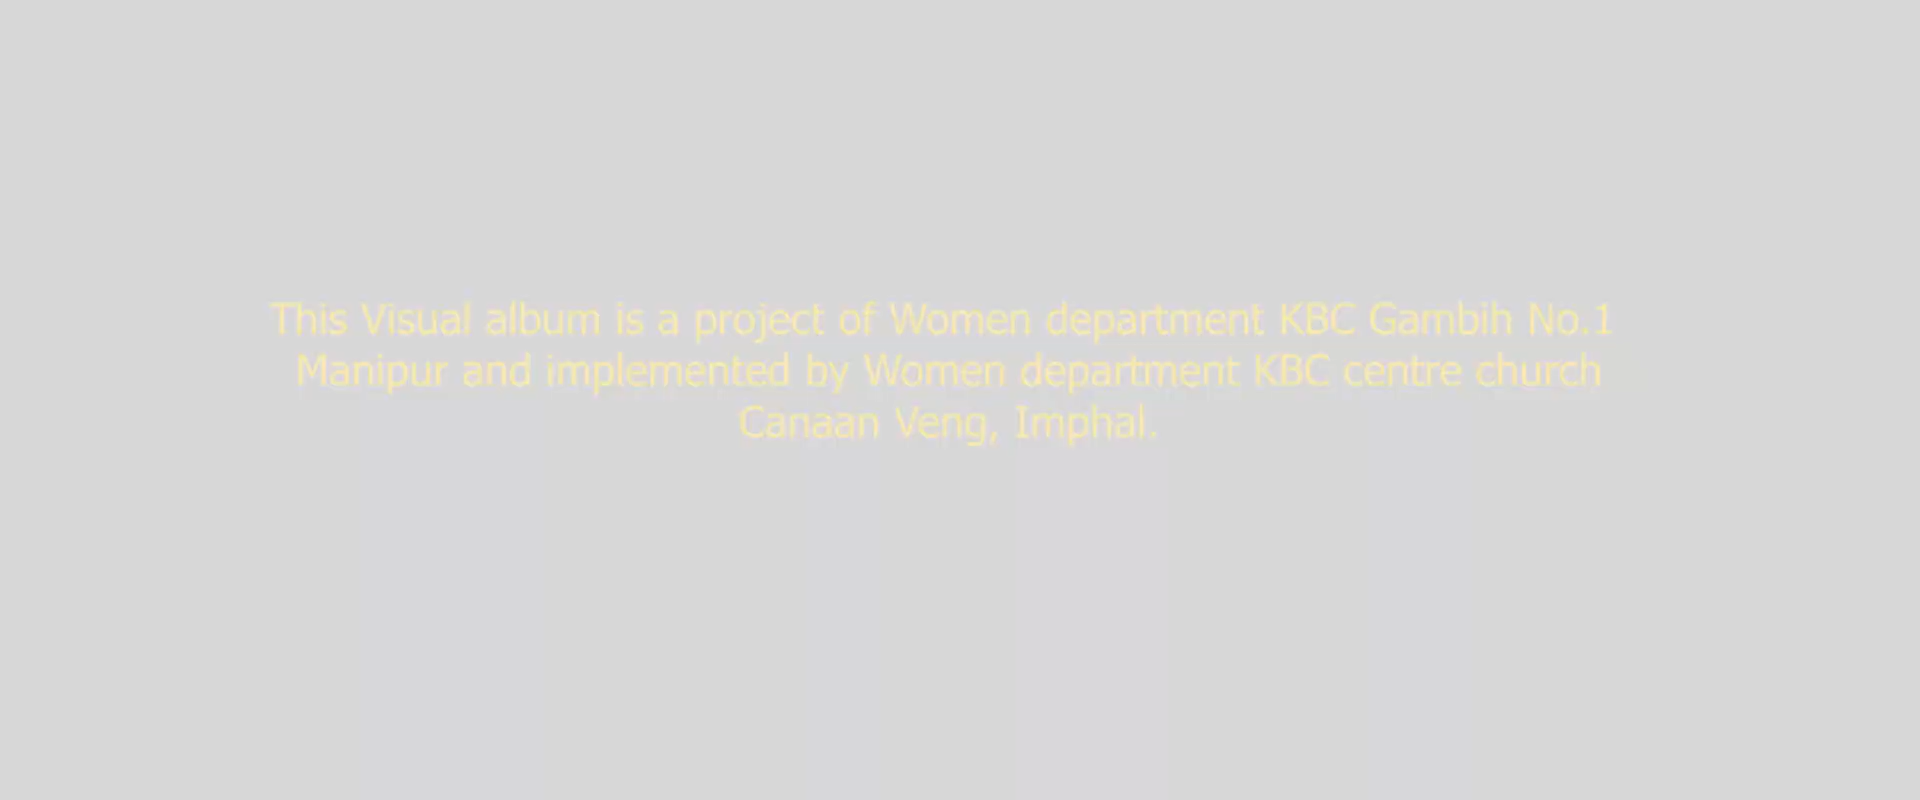 This Visual album is a project of Women department KBC Gambih No.1
Manipur and implemented by Women department KBC centre church
Canaan Veng, Imphal.